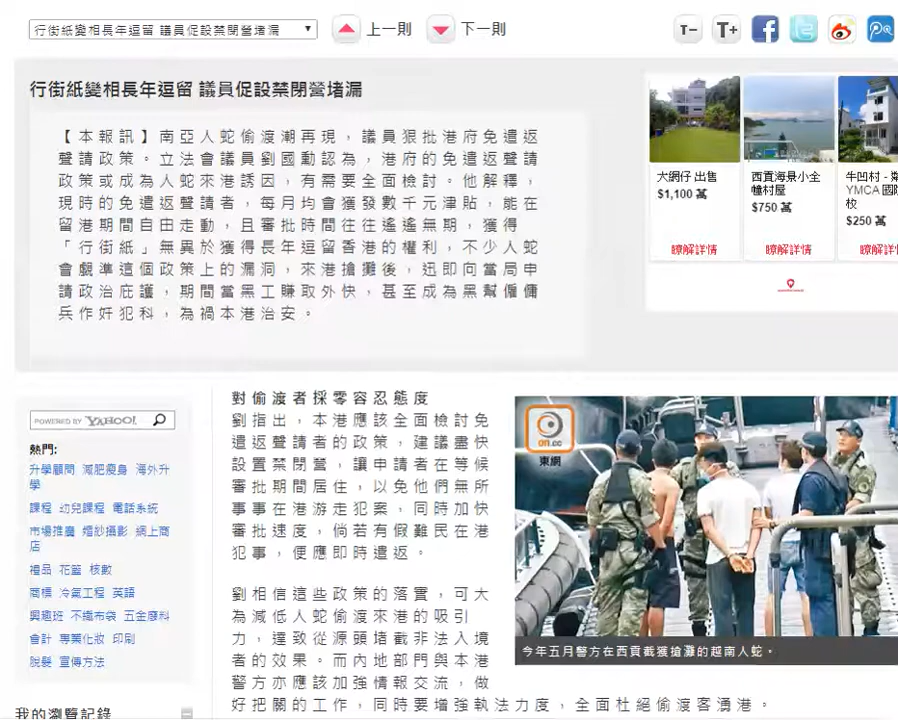 行街紙變相長年逗留 議員促設禁閉營堵漏
上一則
下一則
T-
T+
行街紙變相長年逗留 議員促設禁閉營堵漏
【本報訊】南亞人蛇偷渡潮再現，議員狠批港府免遣返
聲請政策。立法會議員劉國勳認為，港府的免遣返聲請
政策或成為人蛇來港誘因，有需要全面檢討。他解釋，
現時的免遣返聲請者，每月均會獲發數千元津貼，能在
留港期間自由走動，且審批時間往往遙遙無期，獲得
「行街紙」無異於獲得長年逗留香港的權利，不少人蛇
會覷準這個政策上的漏洞，來港搶灘後，迅即向當局申
請政治庇護，期間當黑工賺取外快，甚至成為黑幫僱傭
兵作奸犯科，為禍本港治安。
大網仔 出售
$1,100 萬
瞭解詳情
西貢海景小全
幢村屋
$750 萬
瞭解詳情
牛凹村 -
YMCA 國際
校
$250 萬
瞭解詳情
POWERED BY YAHOO!
熱門:
升學顧問 減肥瘦身 海外升
學
課程 幼兒課程 電話系統
市場推廣 婚紗攝影 網上商
店
禮品 花籃 核數
商標 冷氣工程 英語
興趣班 不織布袋 五金廢料
會計 專業化妝 印刷
脫髮 宣傳方法
我的瀏覽記錄
對偷渡者採零容忍態度
劉指出，本港應該全面檢討免
遣返聲請者的政策，建議盡快
設置禁閉營，讓申請者在等候
審批期間居住，以免他們無所
事事在港游走犯案，同時加快
審批速度，倘若有假難民在港
犯事，便應即時遣返。
劉相信這些政策的落實，可大
為減低人蛇偷渡來港的吸引
力，達致從源頭堵截非法入境
者的效果。而內地部門與本港
警方亦應該加強情報交流，做
好把關的工作，同時要增強執法力度，全面杜絕偷渡客湧港。
on.cc
東網
今年五月警方在西貢截獲搶灘的越南人蛇。